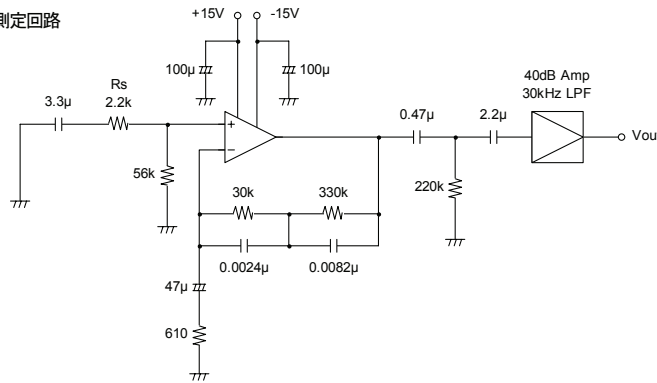 測定回路
+15V
-15V
100µ
100µ
Rs
2.2k
3.3µ
56k
40dB Amp
30kHz LPF
0.47µ
2.2µ
Vou
220k
30k
330k
0.0024µ
0.0082µ
47µ
610